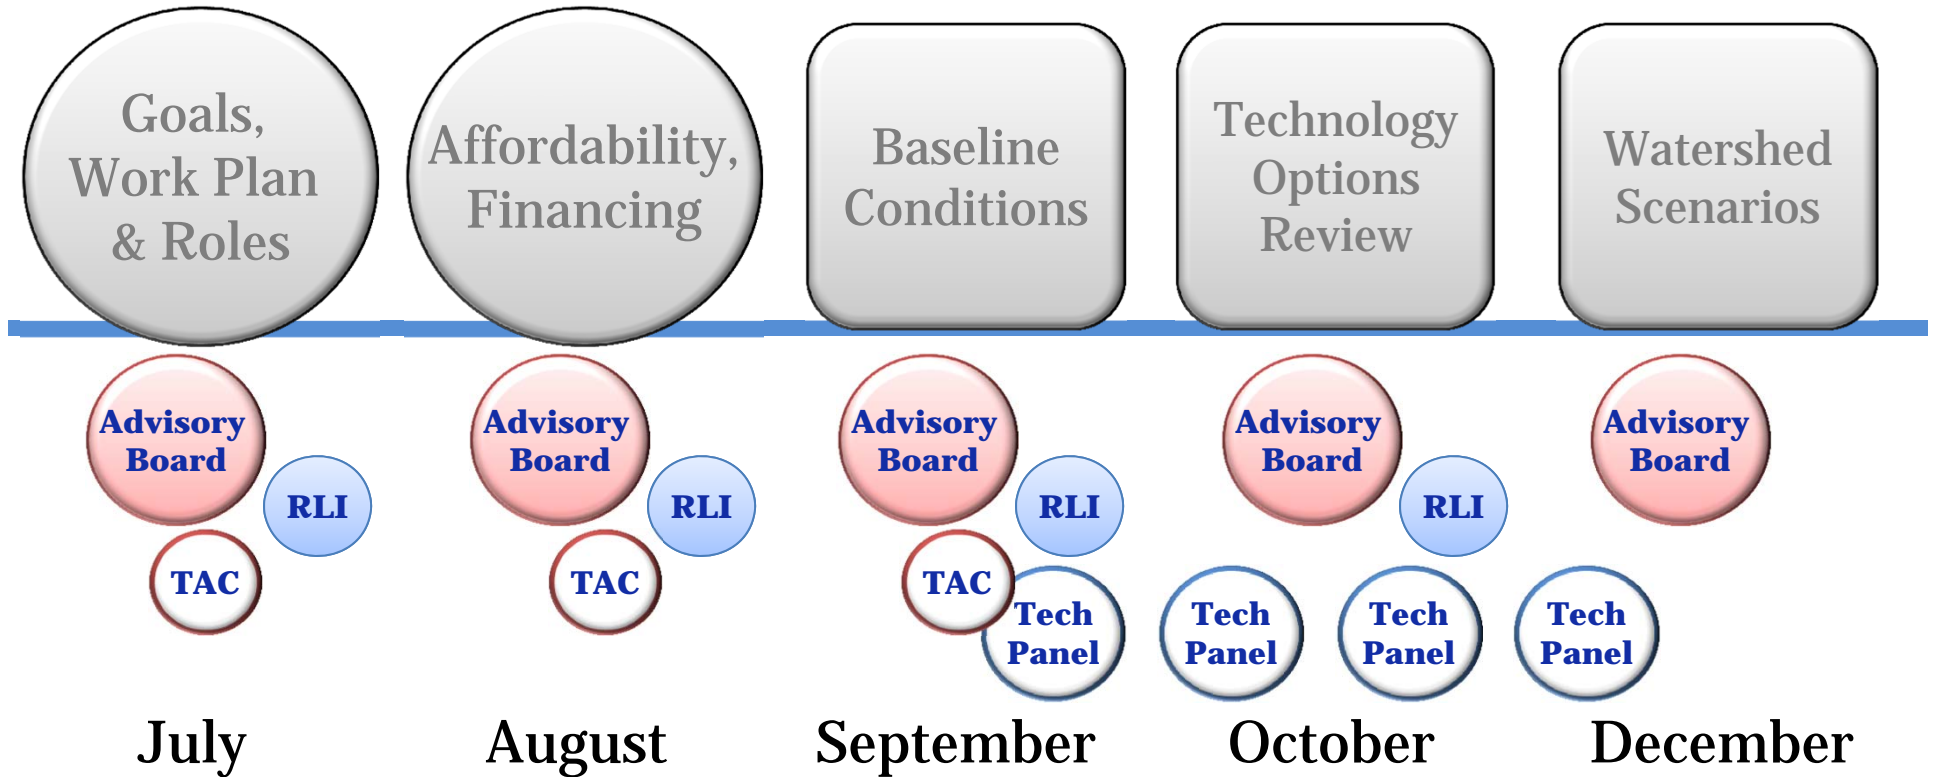 Goals,
Work Plan
& Roles
Affordability,
Financing
Baseline
Conditions
Technology
Options
Review
Watershed
Scenarios
Advisory
Board
RLI
TAC
Advisory
Board
RLI
TAC
Advisory
Board
RLI
TAC
Tech
Panel
Advisory
Board
RLI
Tech
Panel
Tech
Panel
Advisory
Board
Tech
Panel
July
August
September
October
December